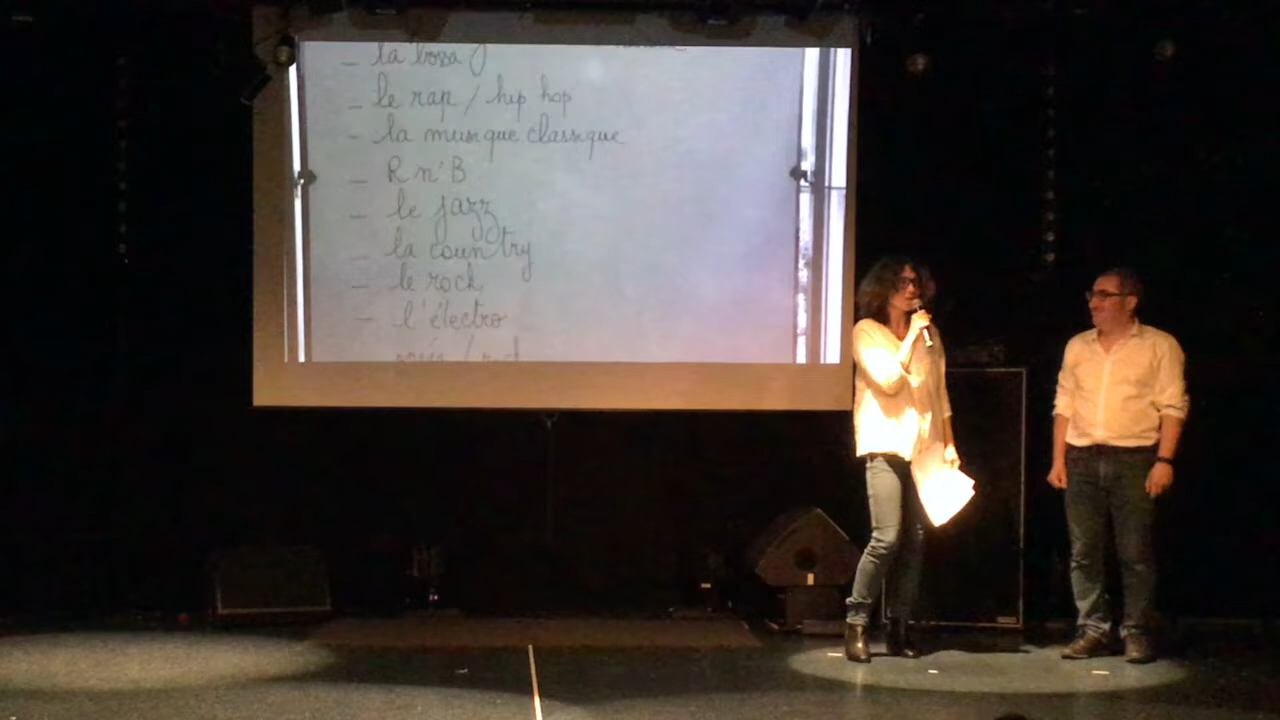 _ la bossa
_ le rap / hip hop
- la musique classique
_ R n' B
_ le jazz
_ la country
_ le rock
_ l'électro